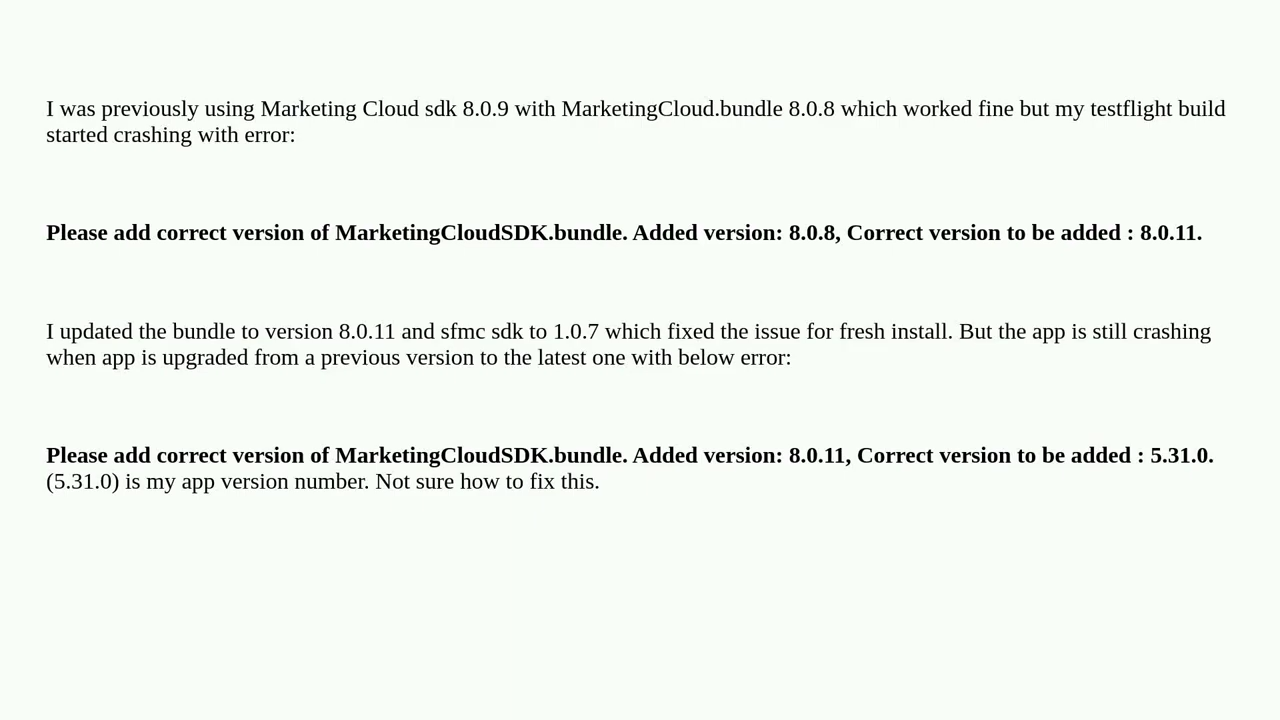 I was previously using Marketing Cloud sdk 8.0.9 with MarketingCloud.bundle 8.0.8 which worked fine but my testflight build
started crashing with error:
Please add correct version of MarketingCloudSDK.bundle. Added version: 8.0.8, Correct version to be added : 8.0.11.
I updated the bundle to version 8.0.11 and sfmc sdk to 1.0.7 which fixed the issue for fresh install. But the app is still crashing
when app is upgraded from a previous version to the latest one with below error:
Please add correct version of MarketingCloudSDK.bundle. Added version: 8.0.11, Correct version to be added : 5.31.0.
(5.31.0) is my app version number. Not sure how to fix this.